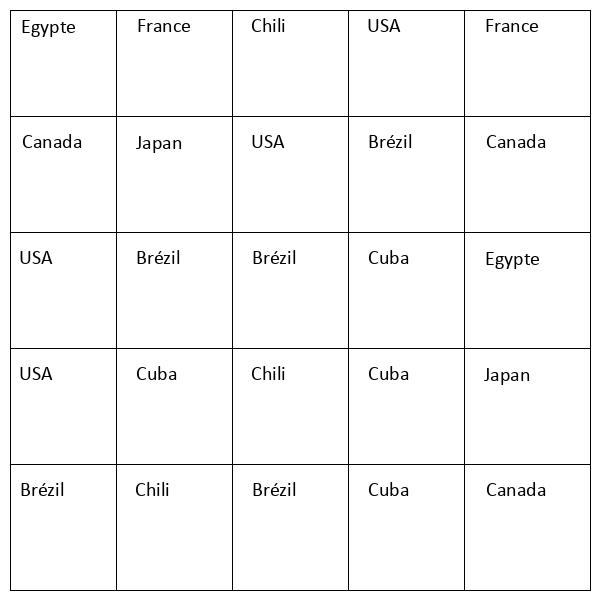 Egypte France Chili USA France
Canada Japan USA Brézil Canada
USA Brézil Brézil Cuba Egypte
USA Cuba Chili Cuba Japan
Brézil Chili Brézil Cuba Canada